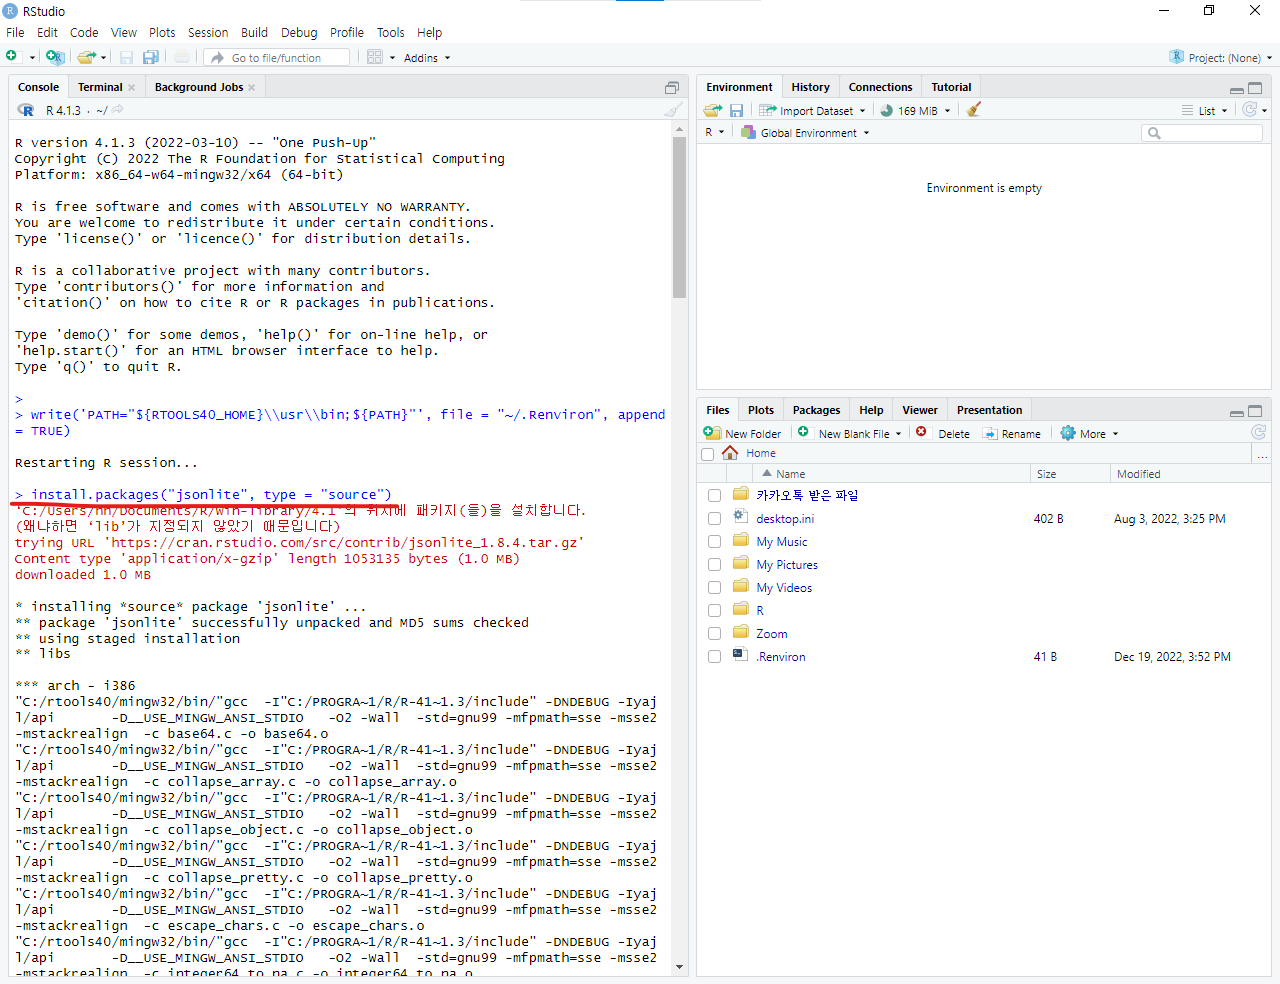 RStudio
File Edit Code View Plots Session Build Debug Profile Tools Help
Go to file/function
Addins
Project: (None)
Console Terminal Background Jobs
R 4.1.3 · ~/
R version 4.1.3 (2022-03-10) -- "One Push-Up"
Copyright (C) 2022 The R Foundation for Statistical Computing
Platform: x86_64-w64-mingw32/x64 (64-bit)
R is free software and comes with ABSOLUTELY NO WARRANTY.
You are welcome to redistribute it under certain conditions.
Type 'license()' or 'licence()' for distribution details.
R is a collaborative project with many contributors.
Type 'contributors()' for more information and
'citation()' on how to cite R or R packages in publications.
Type 'demo()' for some demos, 'help()' for on-line help, or
'help.start()' for an HTML browser interface to help.
Type 'q()' to quit R.
>
> write('PATH="${RTOOLS40_HOME}\\usr\\bin;${PATH}"', file = "~/.Renviron", append
= TRUE)
Restarting R session...
> install.packages("jsonlite", type = "source")
'C:/Users/hh/Documents/R/win-library/4.1'의 위치에 패키지(들)을 설치합니다.
(왜냐하면 ‘lib’가 지정되지 않았기 때문입니다)
trying URL 'https://cran.rstudio.com/src/contrib/jsonlite_1.8.4.tar.gz'
Content type 'application/x-gzip' length 1053135 bytes (1.0 MB)
downloaded 1.0 MB
* installing *source* package 'jsonlite' ...
** package 'jsonlite' successfully unpacked and MD5 sums checked
** using staged installation
** libs
*** arch - i386
"C:/rtools40/mingw32/bin/"gcc  -I"C:/PROGRA~1/R/R-41~1.3/include" -DNDEBUG -Iyaj
l/api       -D__USE_MINGW_ANSI_STDIO   -O2 -Wall  -std=gnu99 -mfpmath=sse -msse2
-mstackrealign  -c base64.c -o base64.o
"C:/rtools40/mingw32/bin/"gcc  -I"C:/PROGRA~1/R/R-41~1.3/include" -DNDEBUG -Iyaj
l/api       -D__USE_MINGW_ANSI_STDIO   -O2 -Wall  -std=gnu99 -mfpmath=sse -msse2
-mstackrealign  -c collapse_array.c -o collapse_array.o
"C:/rtools40/mingw32/bin/"gcc  -I"C:/PROGRA~1/R/R-41~1.3/include" -DNDEBUG -Iyaj
l/api       -D__USE_MINGW_ANSI_STDIO   -O2 -Wall  -std=gnu99 -mfpmath=sse -msse2
-mstackrealign  -c collapse_object.c -o collapse_object.o
"C:/rtools40/mingw32/bin/"gcc  -I"C:/PROGRA~1/R/R-41~1.3/include" -DNDEBUG -Iyaj
l/api       -D__USE_MINGW_ANSI_STDIO   -O2 -Wall  -std=gnu99 -mfpmath=sse -msse2
-mstackrealign  -c collapse_pretty.c -o collapse_pretty.o
"C:/rtools40/mingw32/bin/"gcc  -I"C:/PROGRA~1/R/R-41~1.3/include" -DNDEBUG -Iyaj
l/api       -D__USE_MINGW_ANSI_STDIO   -O2 -Wall  -std=gnu99 -mfpmath=sse -msse2
-mstackrealign  -c escape_chars.c -o escape_chars.o
"C:/rtools40/mingw32/bin/"gcc  -I"C:/PROGRA~1/R/R-41~1.3/include" -DNDEBUG -Iyaj
l/api       -D__USE_MINGW_ANSI_STDIO   -O2 -Wall  -std=gnu99 -mfpmath=sse -msse2
-mstackrealign  -c integer64_to_na.c -o integer64_to_na.o
Environment History Connections Tutorial
Import Dataset 169 MiB List
R Global Environment
Environment is empty
Files Plots Packages Help Viewer Presentation
New Folder New Blank File Delete Rename More
Home ...
Name Size Modified
카카오톡 받은 파일
desktop.ini 402 B Aug 3, 2022, 3:25 PM
My Music
My Pictures
My Videos
R
Zoom
.Renviron 41 B Dec 19, 2022, 3:52 PM